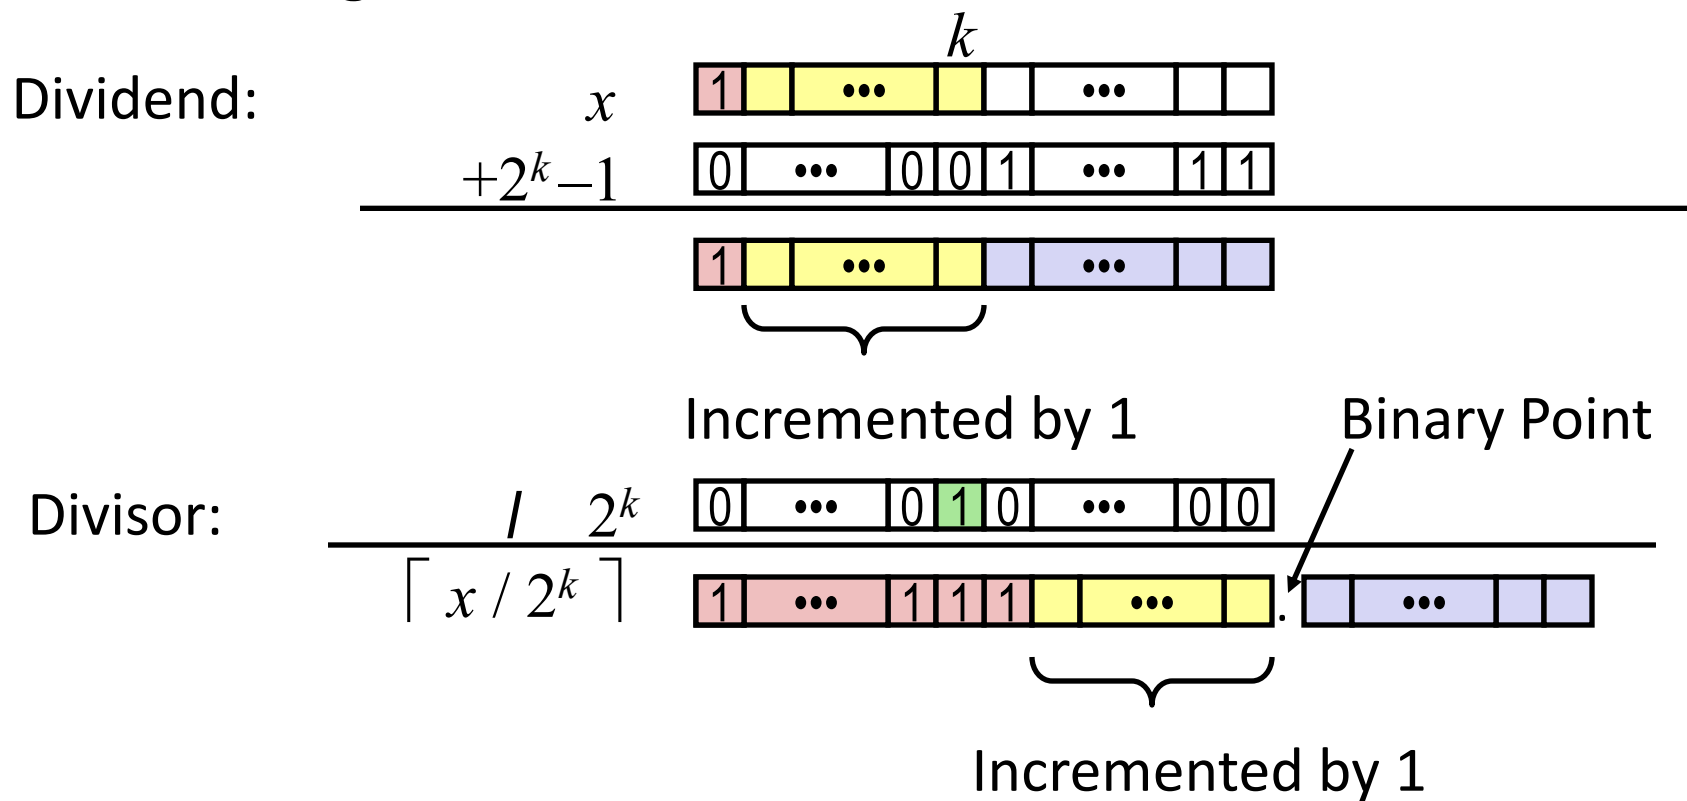 k
Dividend: x 1 ••• •••
+2^k –1 0 ••• 0 0 1 ••• 1 1
1 ••• •••
Incremented by 1 Binary Point
Divisor: / 2^k 0 ••• 0 1 0 ••• 0 0
⌈ x / 2^k ⌉ 1 ••• 1 1 1 ••• . •••
Incremented by 1